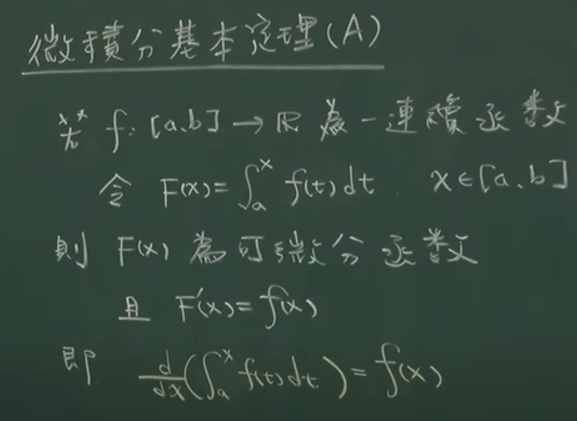 微積分基本定理(A)
若 f:[a,b]→ℝ 為一連續函數
令 F(x)=∫ₐˣ f(t)dt. x∈[a,b]
則 F(x) 為可微分函數
且 F'(x)=f(x)
即 d/dx(∫ₐˣ f(t)dt)=f(x)